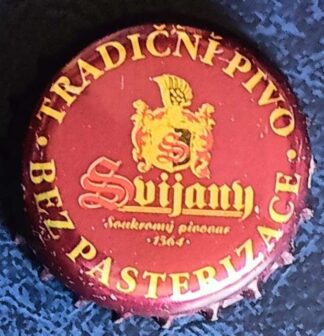 TRADIČNÍ PIVO
S
Svijany
Soukromý pivovar
·1564·
· BEZ PASTERIZACE ·